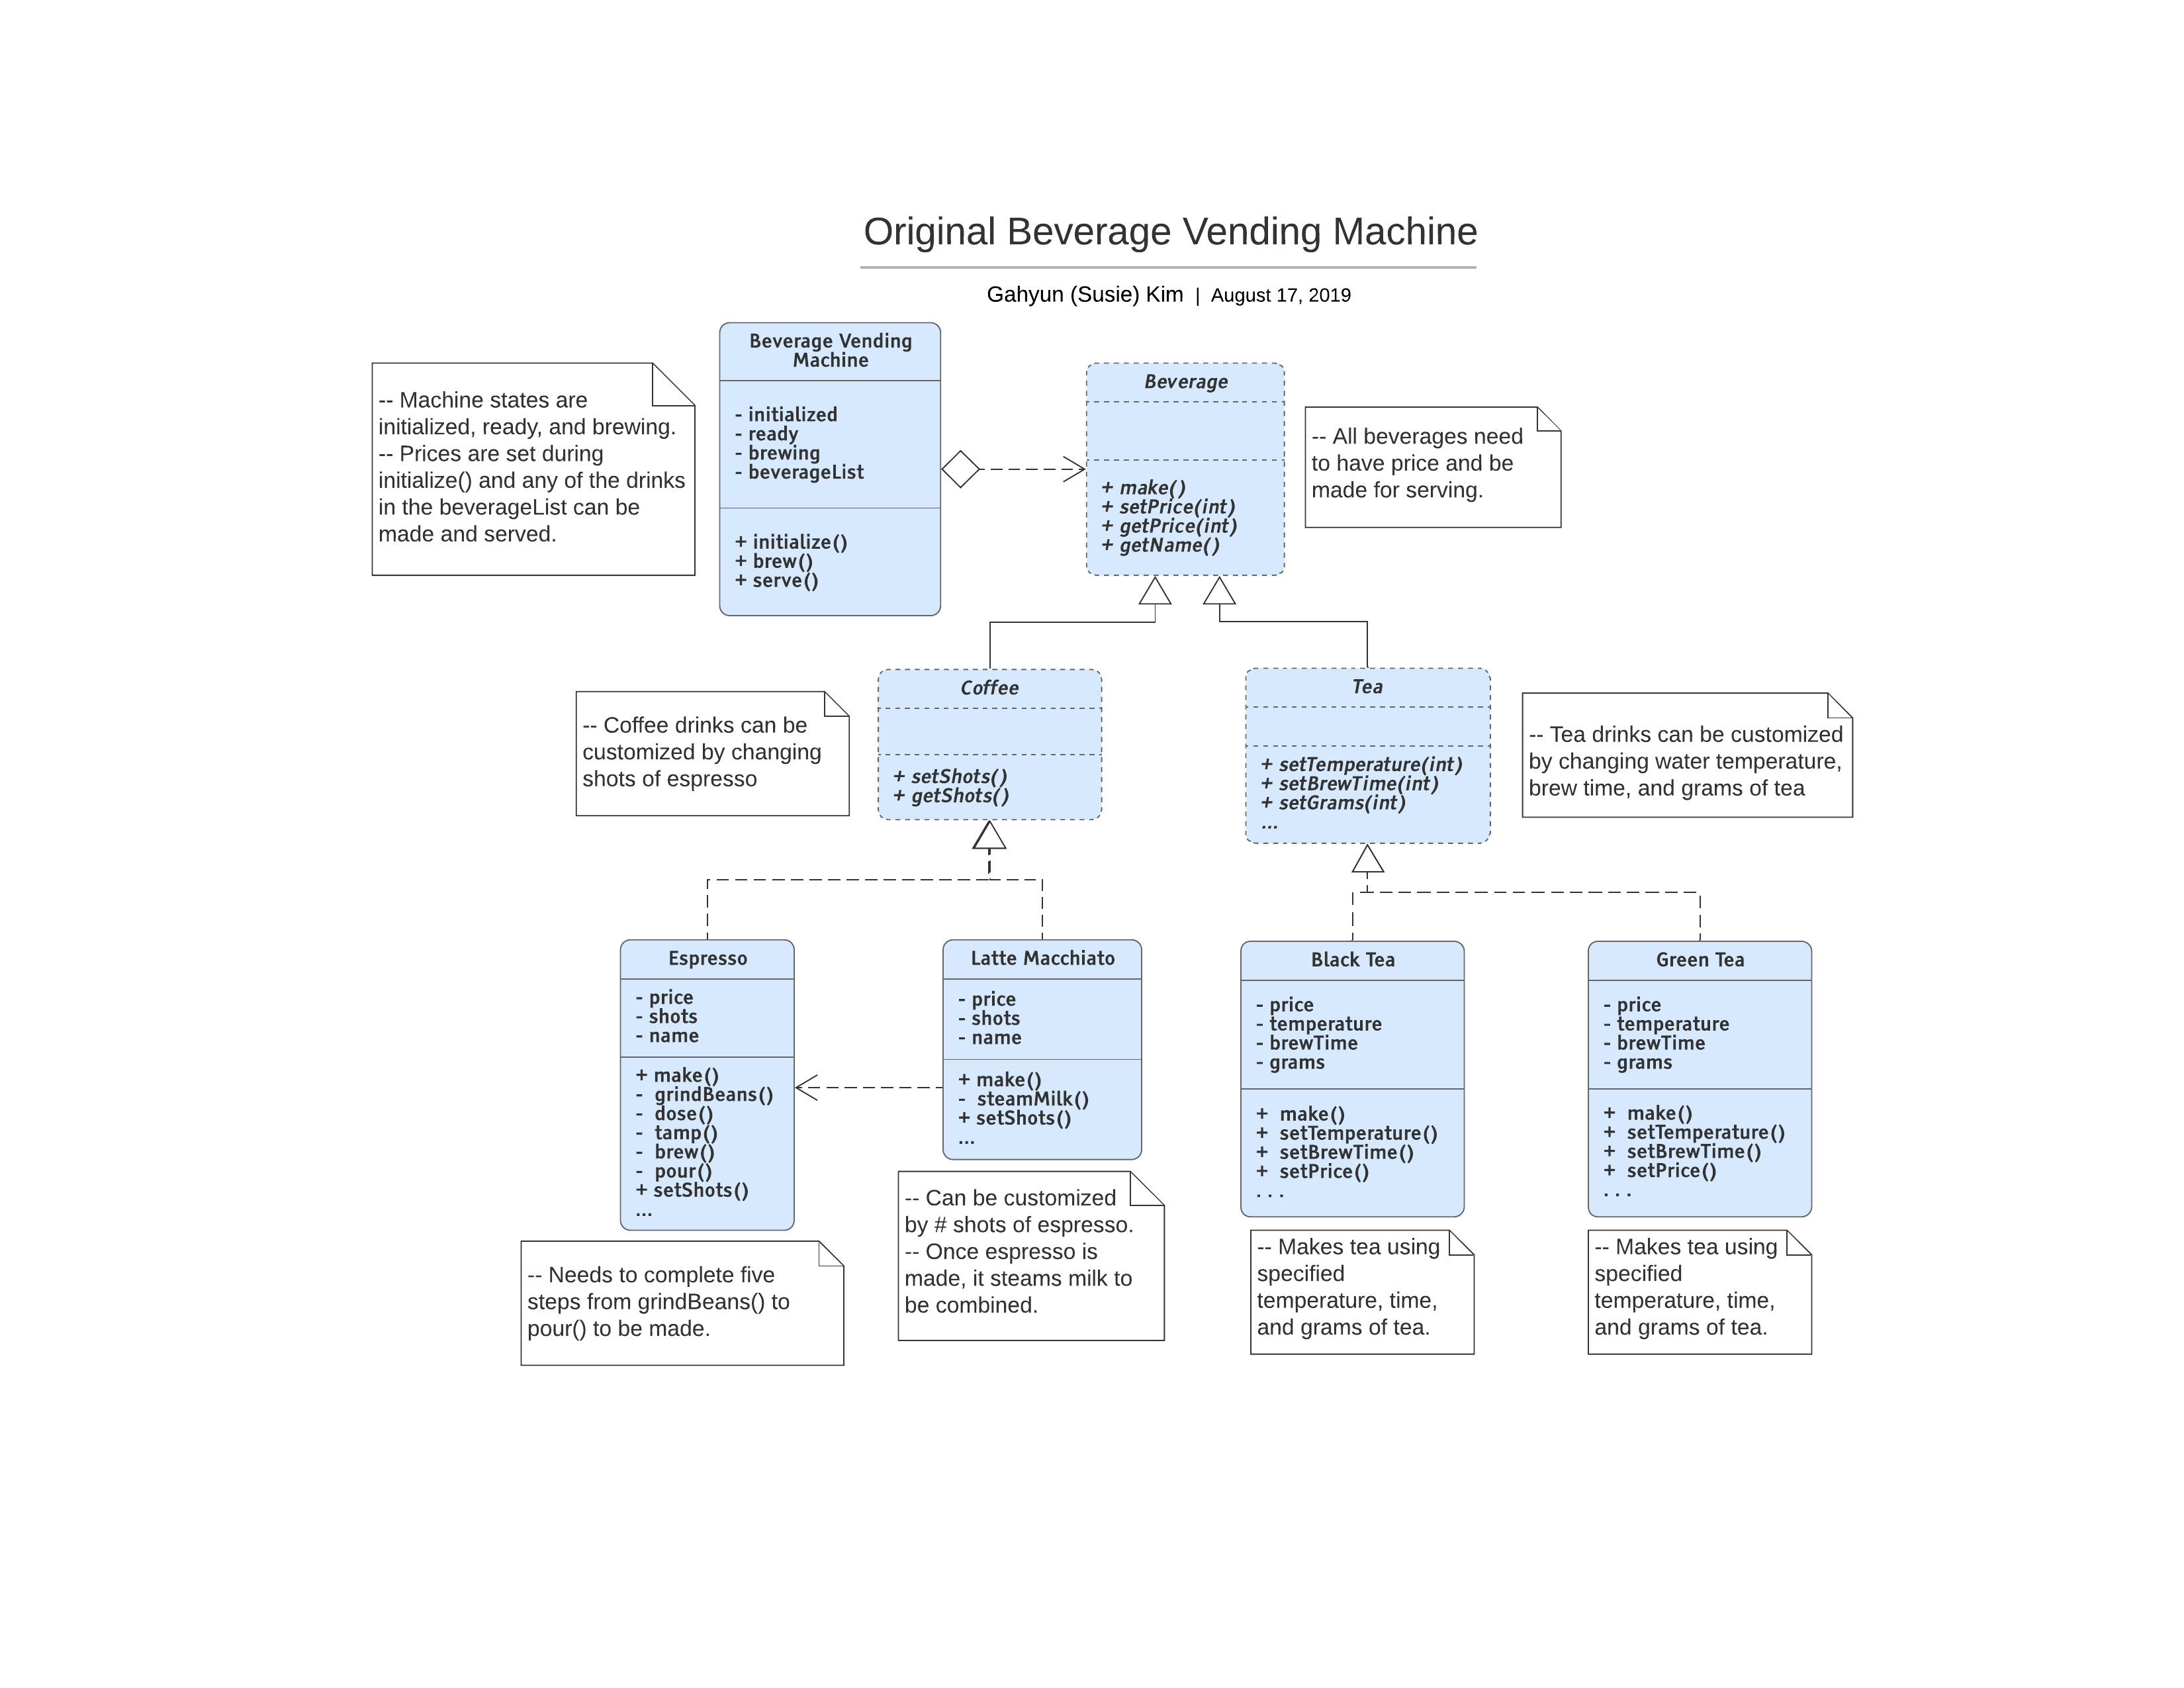 Original Beverage Vending Machine
Gahyun (Susie) Kim | August 17, 2019
-- Machine states are
initialized, ready, and brewing.
-- Prices are set during
initialize() and any of the drinks
in the beverageList can be
made and served.
Beverage Vending
Machine
- initialized
- ready
- brewing
- beverageList
+ initialize()
+ brew()
+ serve()
Beverage
+ make()
+ setPrice(int)
+ getPrice(int)
+ getName()
-- All beverages need
to have price and be
made for serving.
-- Coffee drinks can be
customized by changing
shots of espresso
Coffee
+ setShots()
+ getShots()
Tea
+ setTemperature(int)
+ setBrewTime(int)
+ setGrams(int)
...
-- Tea drinks can be customized
by changing water temperature,
brew time, and grams of tea
Espresso
- price
- shots
- name
+ make()
- grindBeans()
- dose()
- tamp()
- brew()
- pour()
+ setShots()
...
-- Needs to complete five
steps from grindBeans() to
pour() to be made.
Latte Macchiato
- price
- shots
- name
+ make()
- steamMilk()
+ setShots()
...
-- Can be customized
by # shots of espresso.
-- Once espresso is
made, it steams milk to
be combined.
Black Tea
- price
- temperature
- brewTime
- grams
+ make()
+ setTemperature()
+ setBrewTime()
+ setPrice()
. . .
-- Makes tea using
specified
temperature, time,
and grams of tea.
Green Tea
- price
- temperature
- brewTime
- grams
+ make()
+ setTemperature()
+ setBrewTime()
+ setPrice()
. . .
-- Makes tea using
specified
temperature, time,
and grams of tea.